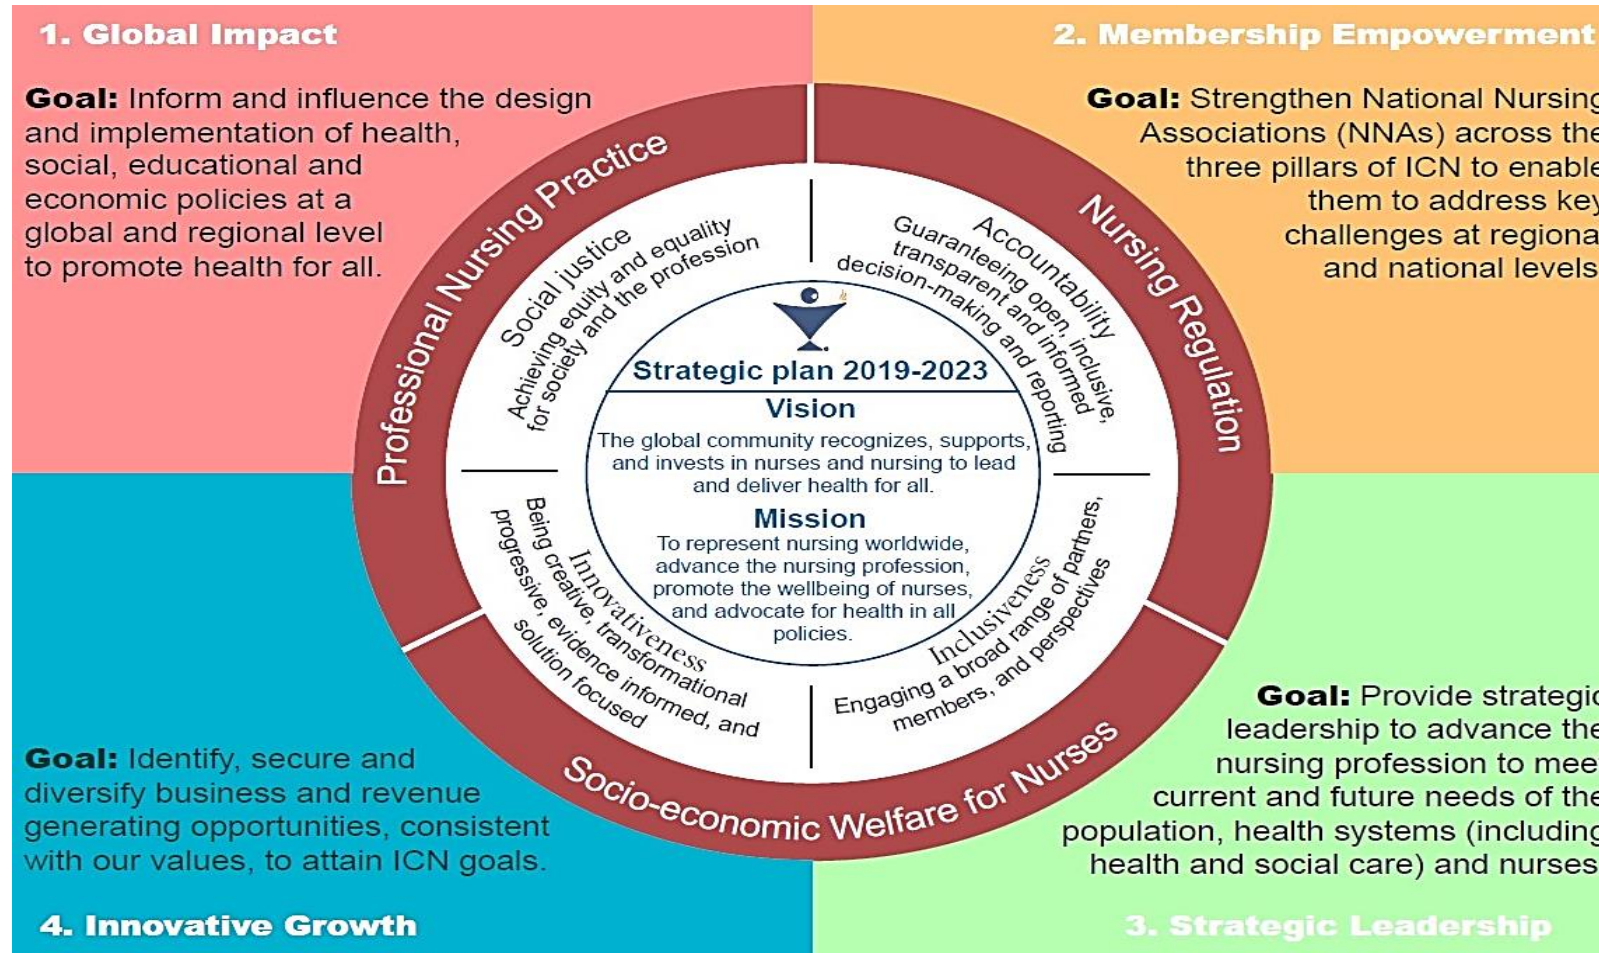 1. Global Impact
Goal: Inform and influence the design
and implementation of health,
social, educational and
economic policies at a
global and regional level
to promote health for all.
2. Membership Empowerment
Goal: Strengthen National Nursing
Associations (NNAs) across the
three pillars of ICN to enable
them to address key
challenges at regiona
and national levels
Professional Nursing Practice
Nursing Regulation
Socio-economic Welfare for Nurses
Social justice
Achieving equity and equality
for society and the profession
Accountability
Guaranteeing open, inclusive,
transparent and informed
decision-making and reporting
Strategic plan 2019-2023
Vision
The global community recognizes, supports,
and invests in nurses and nursing to lead
and deliver health for all.
Mission
To represent nursing worldwide,
advance the nursing profession,
promote the wellbeing of nurses,
and advocate for health in all
policies.
Innovativeness
Being creative, transformational
progressive, evidence informed, and
solution focused
Inclusiveness
Engaging a broad range of partners,
members, and perspectives
Goal: Identify, secure and
diversify business and revenue
generating opportunities, consistent
with our values, to attain ICN goals.
4. Innovative Growth
Goal: Provide strategic
leadership to advance the
nursing profession to mee
current and future needs of the
population, health systems (including
health and social care) and nurses
3. Strategic Leadership